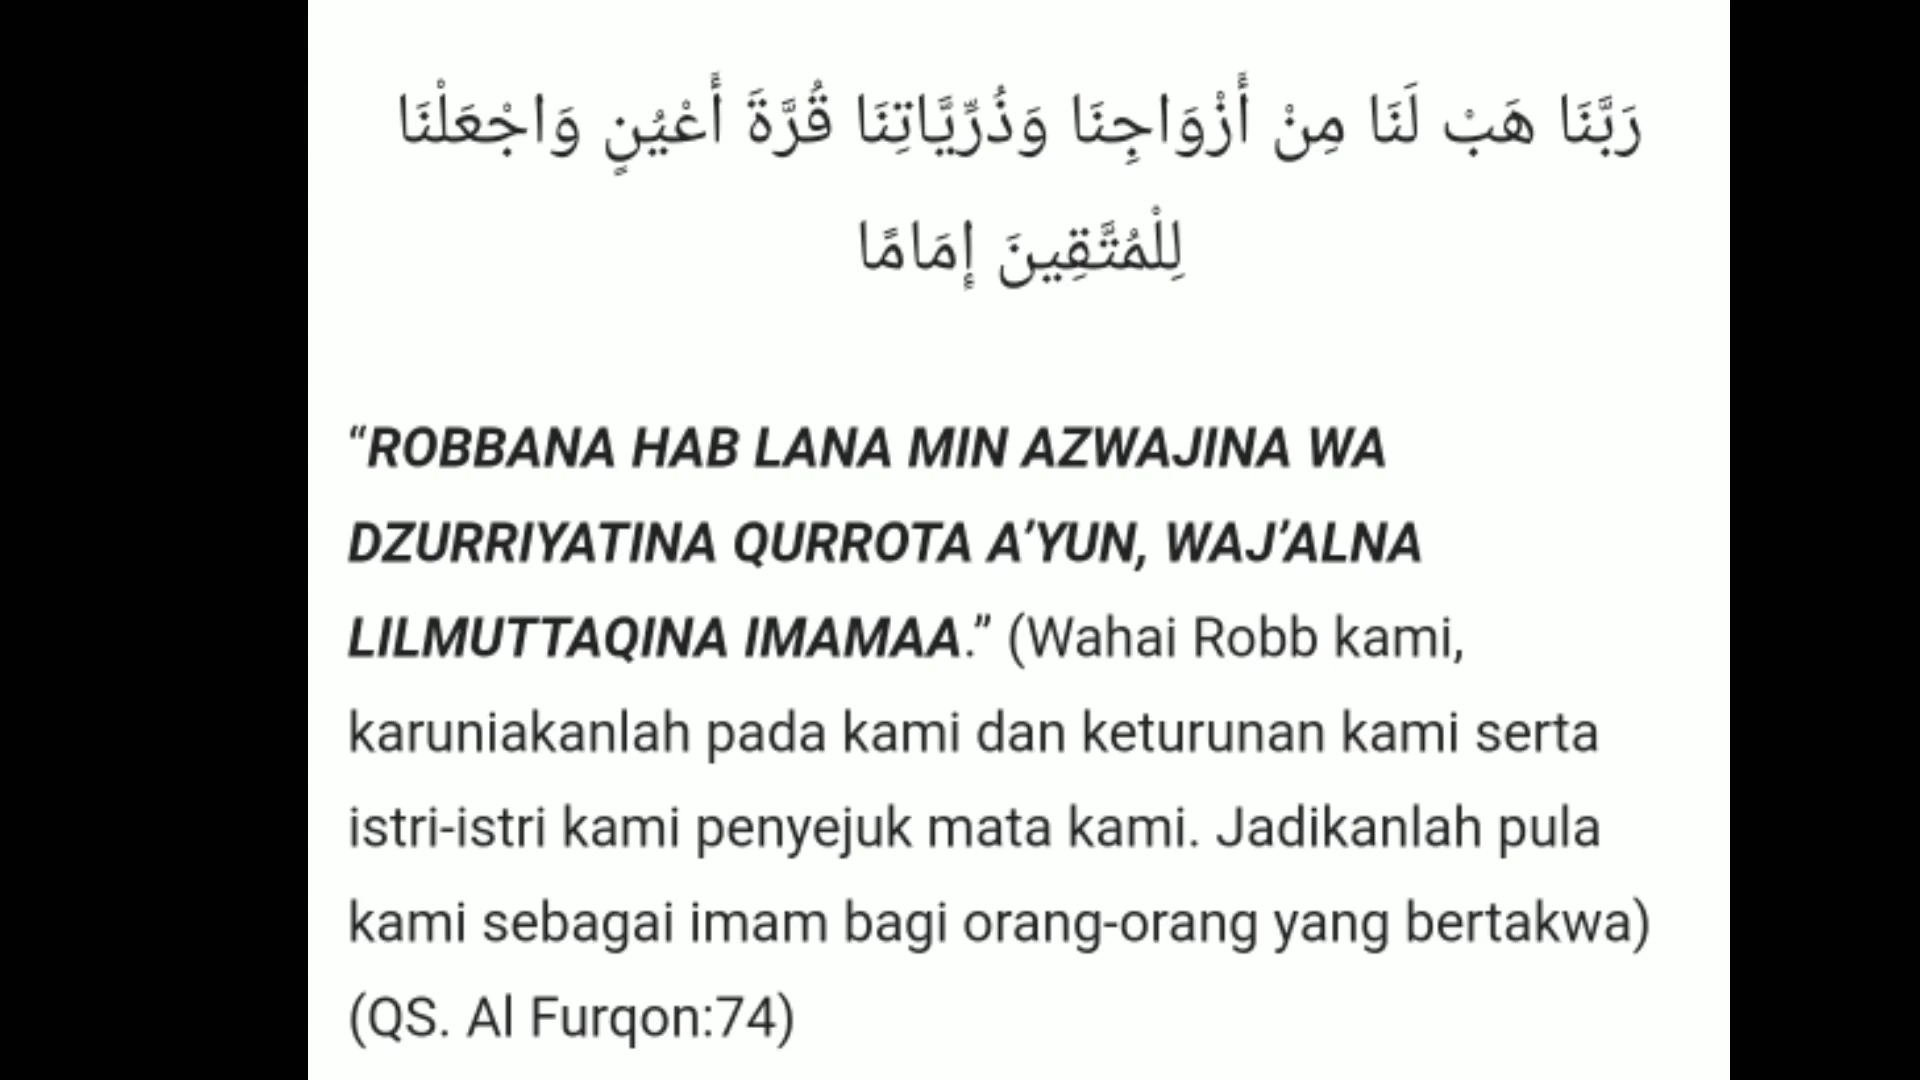 رَبَّنَا هَبْ لَنَا مِنْ أَزْوَاجِنَا وَذُرِّيَّاتِنَا قُرَّةَ أَعْيُنٍ وَاجْعَلْنَا
لِلْمُتَّقِينَ إِمَامًا
“ROBBANA HAB LANA MIN AZWAJINA WA
DZURRIYATINA QURROTA A’YUN, WAJ’ALNA
LILMUTTAQINA IMAMAA.” (Wahai Robb kami,
karuniakanlah pada kami dan keturunan kami serta
istri-istri kami penyejuk mata kami. Jadikanlah pula
kami sebagai imam bagi orang-orang yang bertakwa)
(QS. Al Furqon:74)